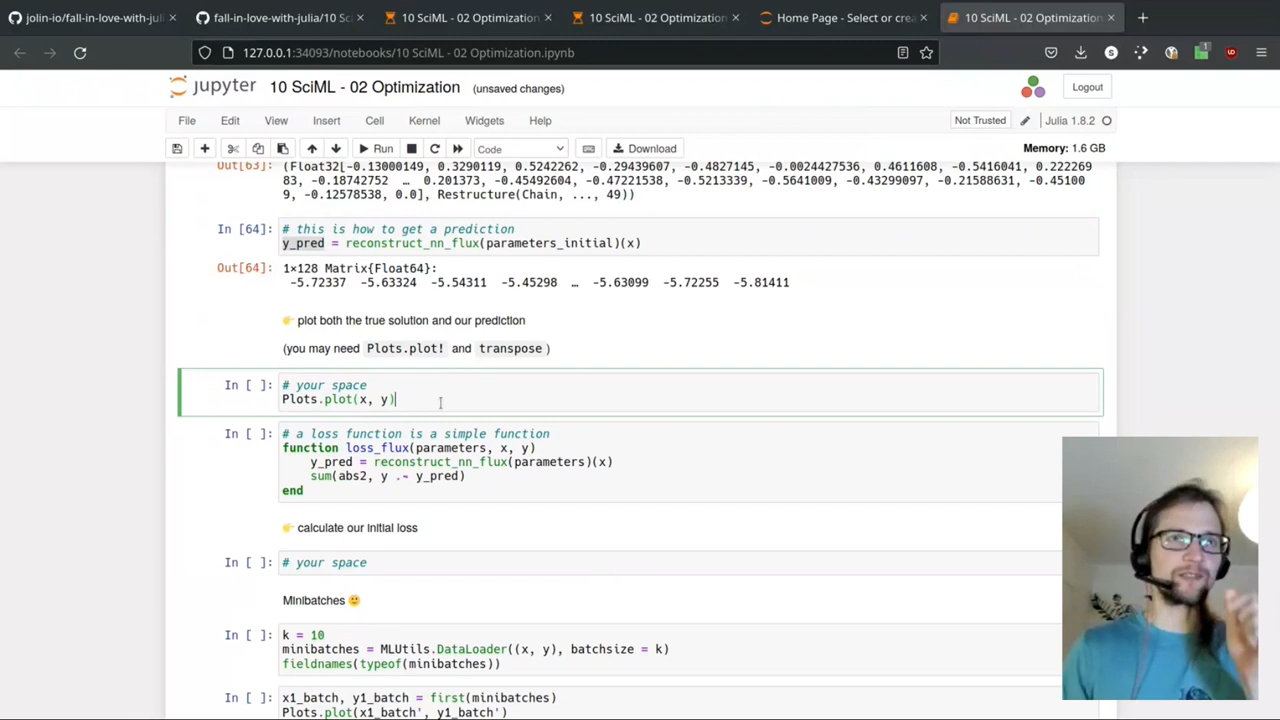 jolin-io/fall-in-love-with-juli
fall-in-love-with-julia/10 Sci
10 SciML - 02 Optimization
10 SciML - 02 Optimization
Home Page - Select or crea
10 SciML - 02 Optimization
127.0.0.1:34093/notebooks/10 SciML - 02 Optimization.ipynb
jupyter 10 SciML - 02 Optimization (unsaved changes)
Logout
File Edit View Insert Cell Kernel Widgets Help
Not Trusted
Julia 1.8.2
Run
Code
Download
Memory: 1.6 GB
Out[63]: (Float32[-0.13000149, 0.3290119, 0.5242262, -0.29439607, -0.4827145, -0.0024427536, 0.4611608, -0.5416041, 0.222269
83, -0.18742752 … 0.201373, -0.45492604, -0.47221538, -0.5213339, -0.5641009, -0.43299097, -0.21588631, -0.45100
9, -0.12578538, 0.0], Restructure(Chain, ..., 49))
In [64]: # this is how to get a prediction
y_pred = reconstruct_nn_flux(parameters_initial)(x)
Out[64]: 1×128 Matrix{Float64}:
-5.72337 -5.63324 -5.54311 -5.45298 … -5.63099 -5.72255 -5.81411
👉 plot both the true solution and our prediction
(you may need Plots.plot! and transpose )
In [ ]: # your space
Plots.plot(x, y)
In [ ]: # a loss function is a simple function
function loss_flux(parameters, x, y)
y_pred = reconstruct_nn_flux(parameters)(x)
sum(abs2, y .- y_pred)
end
👉 calculate our initial loss
In [ ]: # your space
Minibatches 🙂
In [ ]: k = 10
minibatches = MLUtils.DataLoader((x, y), batchsize = k)
fieldnames(typeof(minibatches))
In [ ]: x1_batch, y1_batch = first(minibatches)
Plots.plot(x1_batch', y1_batch')